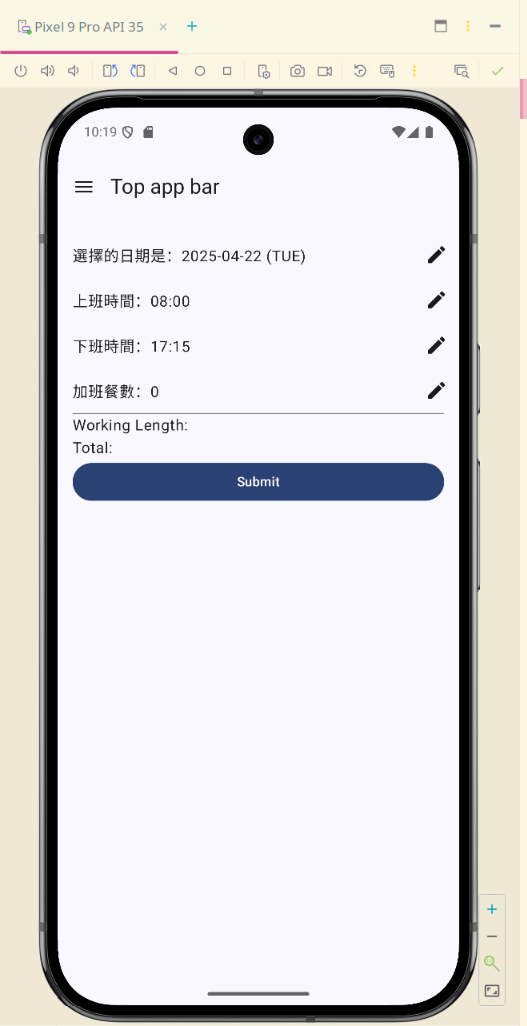 Pixel 9 Pro API 35
10:19
Top app bar
選擇的日期是：2025-04-22 (TUE)
上班時間：08:00
下班時間：17:15
加班餐數：0
Working Length:
Total:
Submit